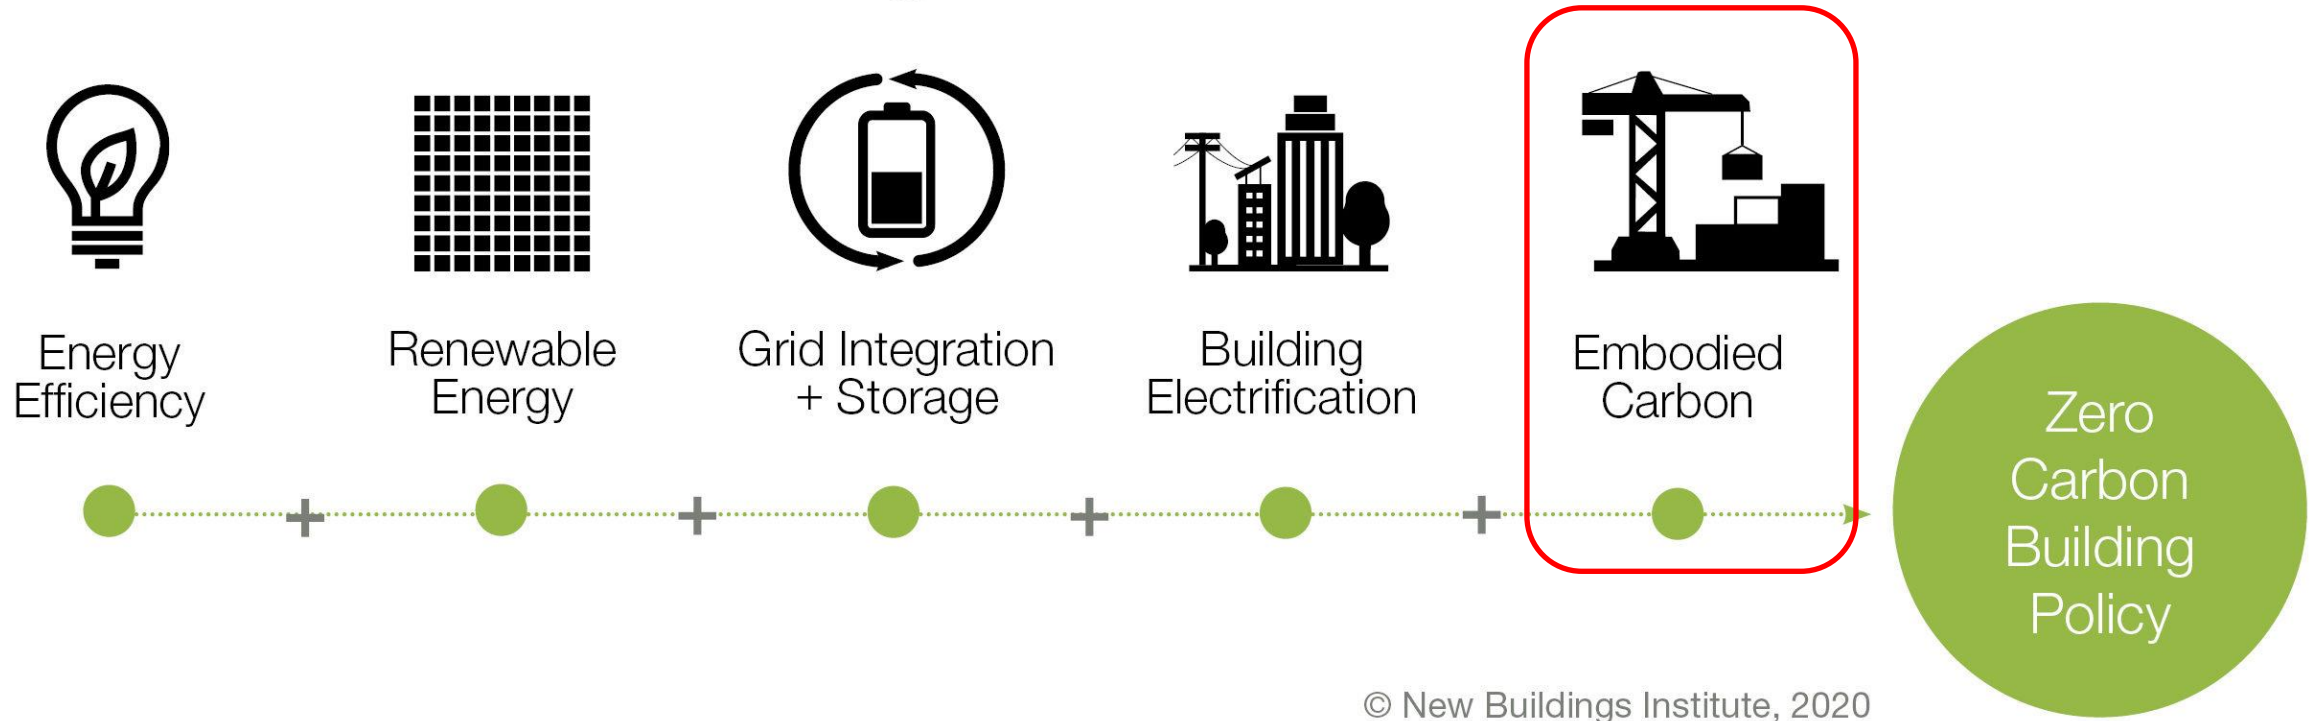 Energy
Efficiency
Renewable
Energy
Grid Integration
+ Storage
Building
Electrification
Embodied
Carbon
+
+
+
+
Zero
Carbon
Building
Policy
© New Buildings Institute, 2020